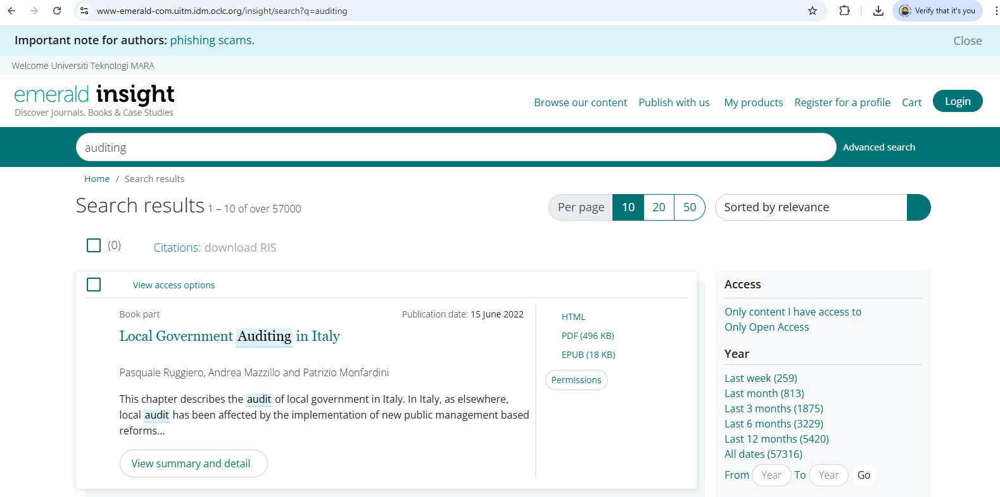 www-emerald-com.uitm.idm.oclc.org/insight/search?q=auditing
Verify that it's you
Important note for authors: phishing scams.
Close
Welcome Universiti Teknologi MARA
emerald insight
Discover Journals, Books & Case Studies
Browse our content Publish with us My products Register for a profile Cart Login
auditing
Advanced search
Home / Search results
Search results 1 – 10 of over 57000
Per page 10 20 50
Sorted by relevance
(0) Citations: download RIS
View access options
Book part
Publication date: 15 June 2022
Local Government Auditing in Italy
Pasquale Ruggiero, Andrea Mazzillo and Patrizio Monfardini
This chapter describes the audit of local government in Italy. In Italy, as elsewhere,
local audit has been affected by the implementation of new public management based
reforms...
View summary and detail
HTML
PDF (496 KB)
EPUB (18 KB)
Permissions
Access
Only content I have access to
Only Open Access
Year
Last week (259)
Last month (813)
Last 3 months (1875)
Last 6 months (3229)
Last 12 months (5420)
All dates (57316)
From Year To Year Go